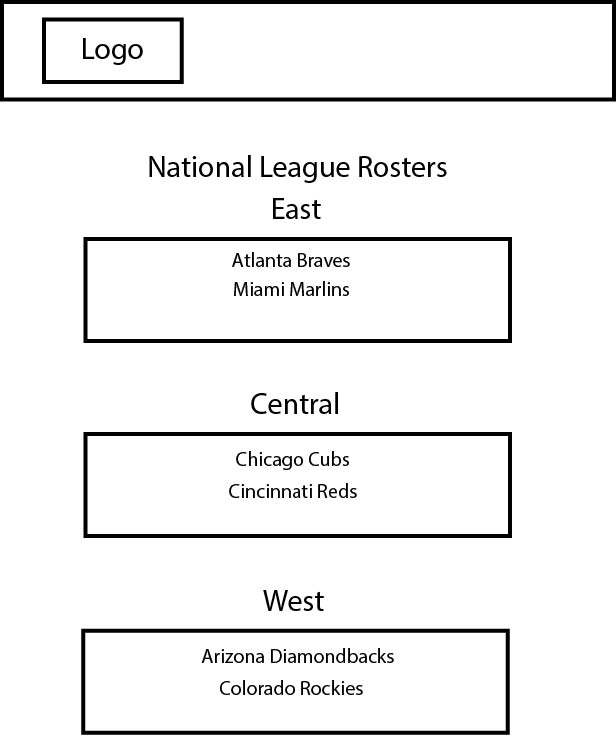 Logo
National League Rosters
East
Atlanta Braves
Miami Marlins
Central
Chicago Cubs
Cincinnati Reds
West
Arizona Diamondbacks
Colorado Rockies